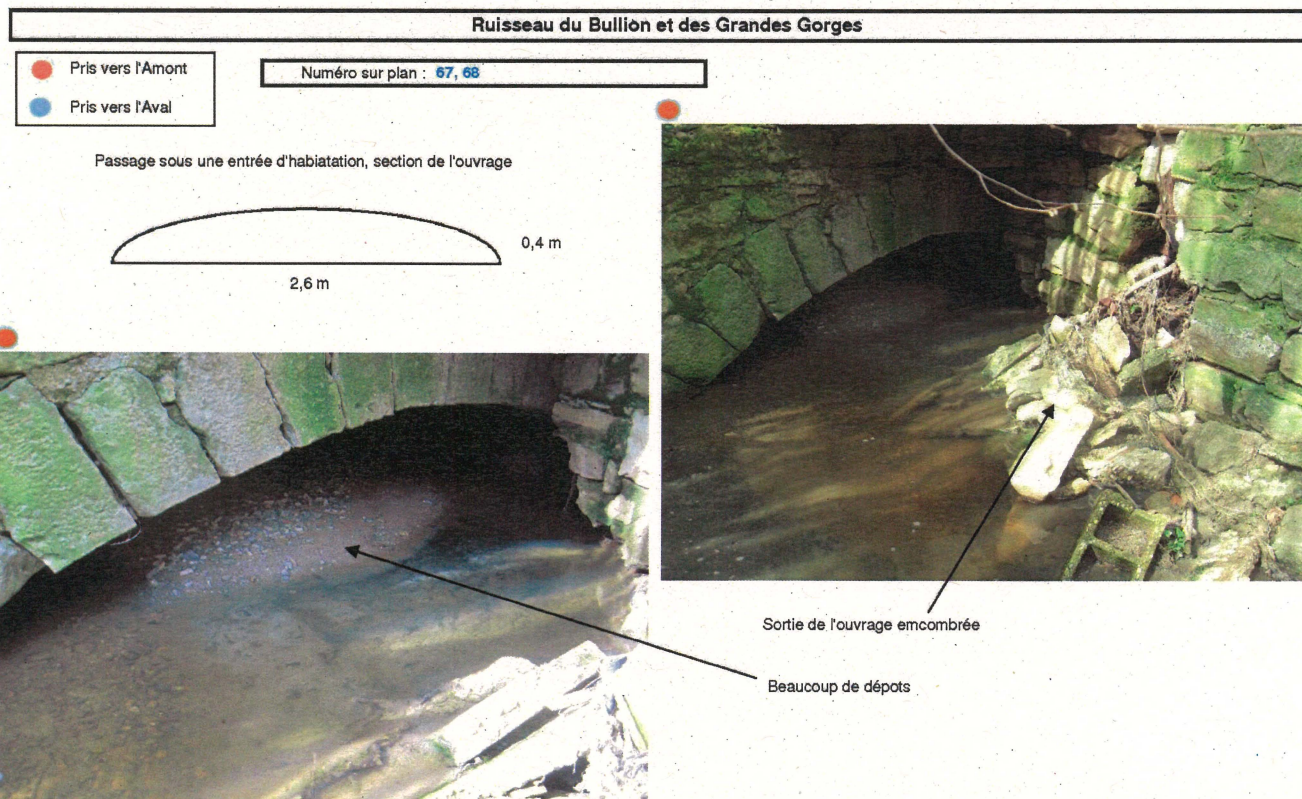 Ruisseau du Bullion et des Grandes Gorges
Pris vers l'Amont
Numéro sur plan : 67, 68
Pris vers l'Aval
Passage sous une entrée d'habiatation, section de l'ouvrage
0,4 m
2,6 m
Sortie de l'ouvrage emcombrée
Beaucoup de dépots